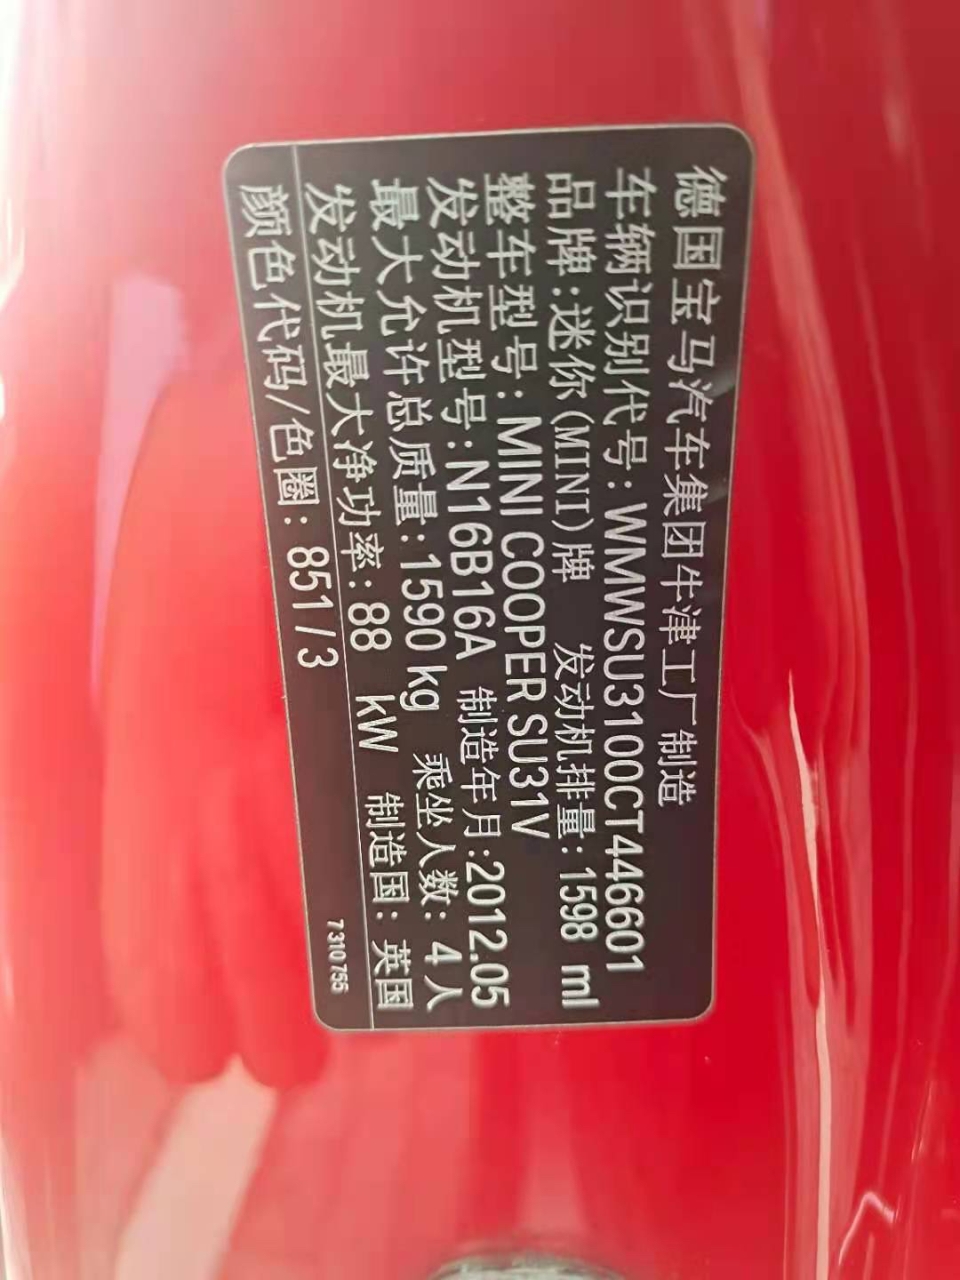 德国宝马汽车集团牛津工厂制造
车辆识别代号: WMWSU3100CT446601
品牌:迷你(MINI)牌 发动机排量: 1598 ml
整车型号: MINI COOPER SU31V
发动机型号:N16B16A 制造年月:2012.05
最大允许总质量:1590 kg 乘坐人数: 4人
发动机最大净功率: 88 kW 制造国: 英国
颜色代码/色圈: 851/3
7 310 755